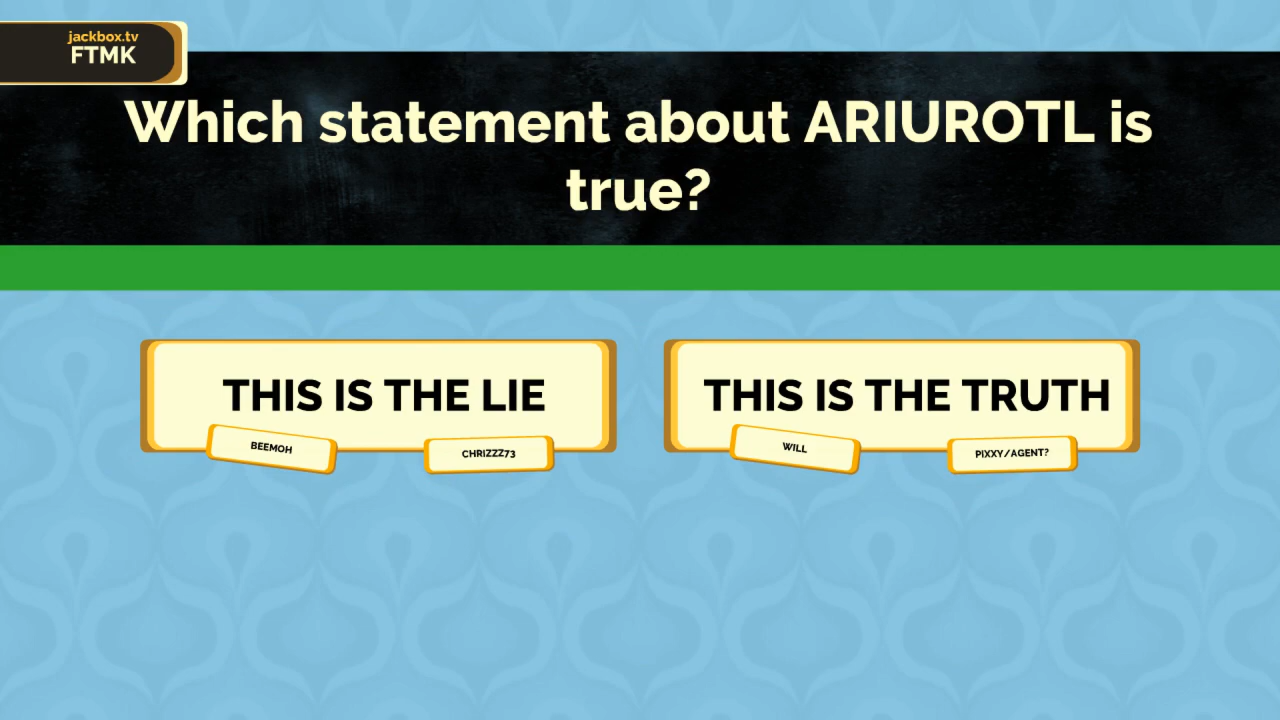 jackbox.tv
FTMK
Which statement about ARIUROTL is
true?
THIS IS THE LIE
THIS IS THE TRUTH
BEEMOH
CHRIZZZ73
WILL
PIXXY/AGENT?